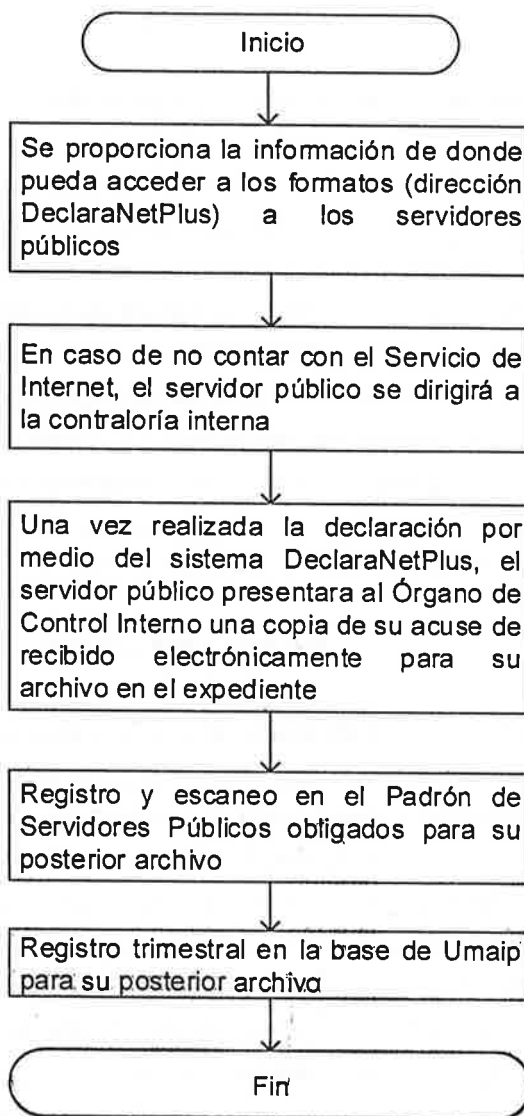 Inicio
Se proporciona la información de donde
pueda acceder a los formatos (dirección
DeclaraNetPlus) a los servidores
públicos
En caso de no contar con el Servicio de
Internet, el servidor público se dirigirá a
la contraloría interna
Una vez realizada la declaración por
medio del sistema DeclaraNetPlus, el
servidor público presentara al Órgano de
Control Interno una copia de su acuse de
recibido electrónicamente para su
archivo en el expediente
Registro y escaneo en el Padrón de
Servidores Públicos obligados para su
posterior archivo
Registro trimestral en la base de Umaip
para su posterior archivo
Fin